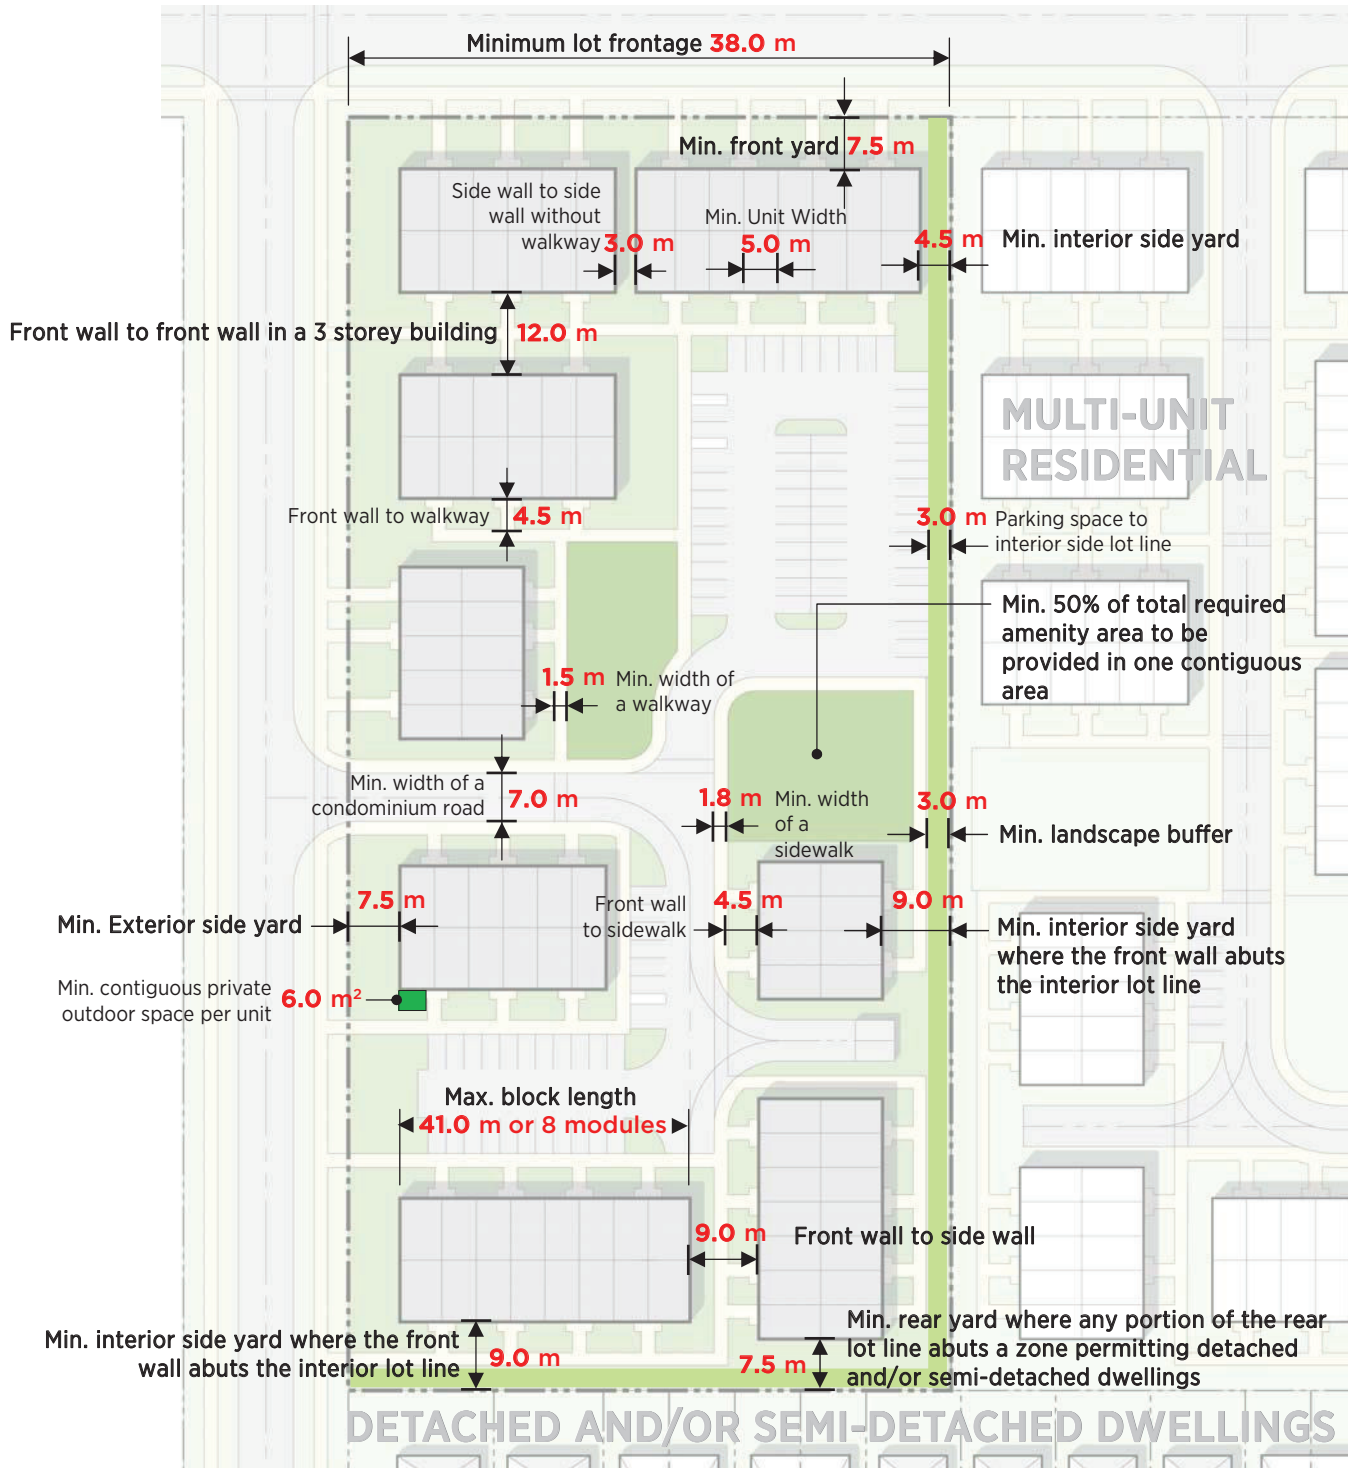 Minimum lot frontage 38.0 m
Min. front yard 7.5 m
Side wall to side
wall without
walkway 3.0 m
Min. Unit Width
5.0 m
4.5 m Min. interior side yard
Front wall to front wall in a 3 storey building 12.0 m
MULTI-UNIT
RESIDENTIAL
Front wall to walkway 4.5 m
3.0 m Parking space to
interior side lot line
Min. 50% of total required
amenity area to be
provided in one contiguous
area
1.5 m Min. width of
a walkway
Min. width of a
condominium road 7.0 m
1.8 m Min. width
of a
sidewalk
3.0 m
Min. landscape buffer
7.5 m
Min. Exterior side yard
Front wall
to sidewalk
4.5 m
9.0 m
Min. interior side yard
where the front wall abuts
the interior lot line
Min. contiguous private
outdoor space per unit 6.0 m²
Max. block length
41.0 m or 8 modules
9.0 m Front wall to side wall
Min. interior side yard where the front
wall abuts the interior lot line 9.0 m
7.5 m
Min. rear yard where any portion of the rear
lot line abuts a zone permitting detached
and/or semi-detached dwellings
DETACHED AND/OR SEMI-DETACHED DWELLINGS